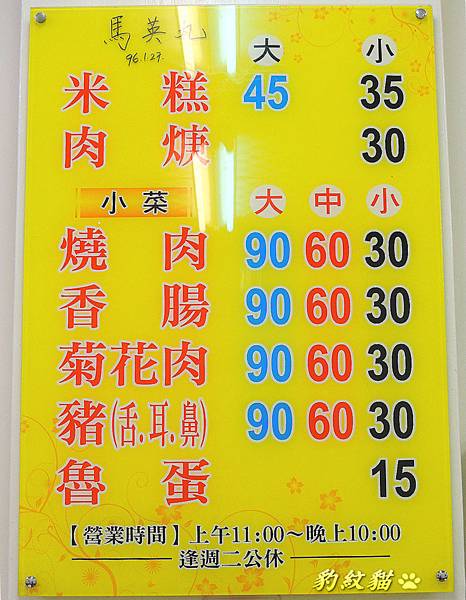 馬英九
96.1.27.
大 小
米糕 45 35
肉焿 30
小菜 大 中 小
燒肉 90 60 30
香腸 90 60 30
菊花肉 90 60 30
豬(舌.耳.鼻) 90 60 30
魯蛋 15
【營業時間】上午11:00～晚上10:00
逢週二公休
豹紋貓